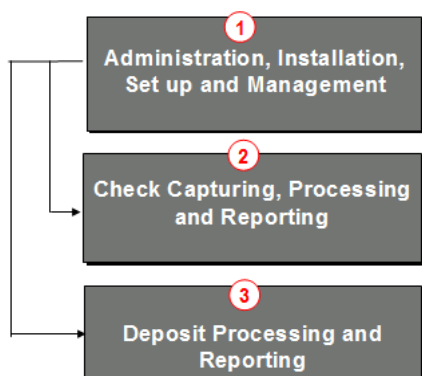 1
Administration, Installation,
Set up and Management
2
Check Capturing, Processing
and Reporting
3
Deposit Processing and
Reporting